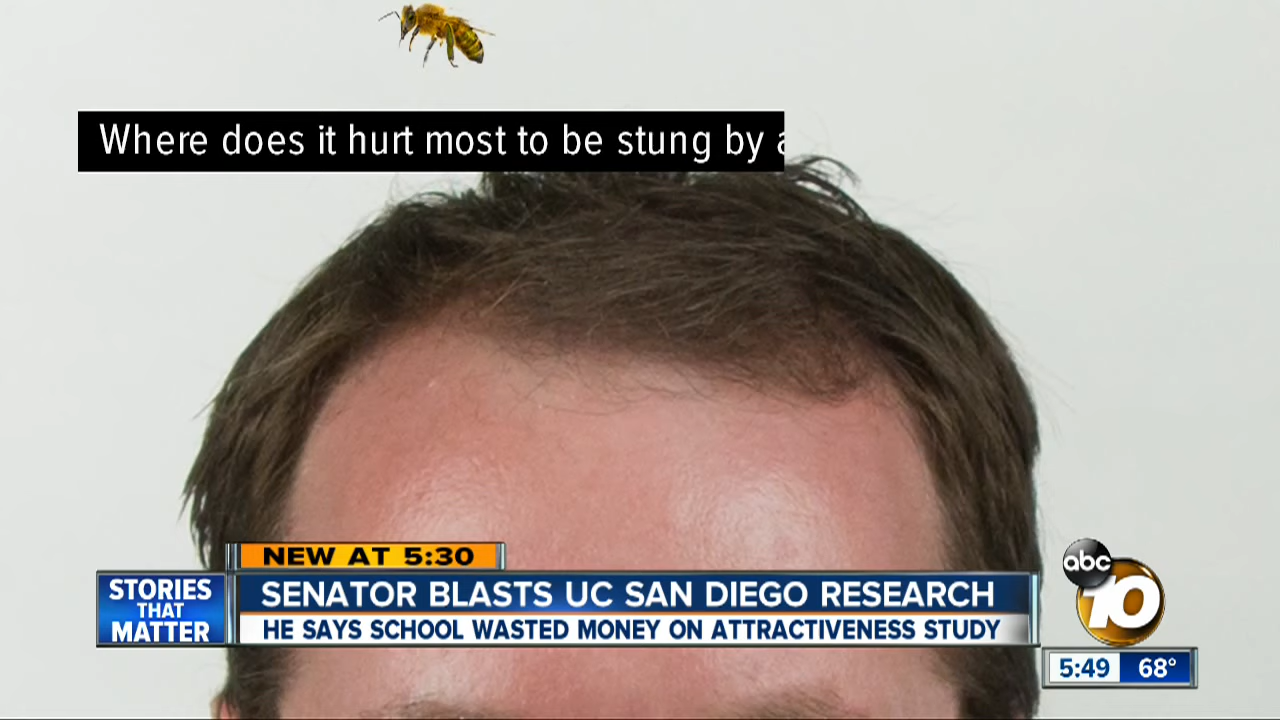 Where does it hurt most to be stung by a
NEW AT 5:30
STORIES THAT MATTER
SENATOR BLASTS UC SAN DIEGO RESEARCH
HE SAYS SCHOOL WASTED MONEY ON ATTRACTIVENESS STUDY
abc
10
5:49 68°